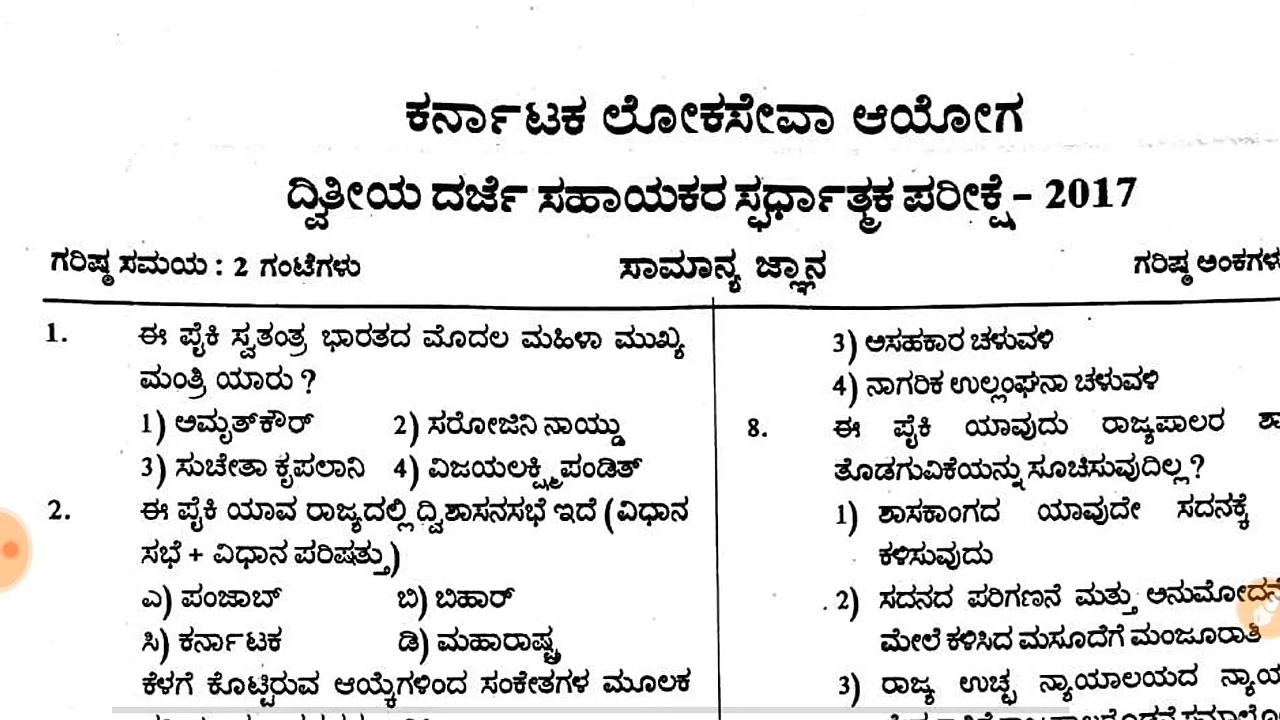 ಕರ್ನಾಟಕ ಲೋಕಸೇವಾ ಆಯೋಗ
ದ್ವಿತೀಯ ದರ್ಜೆ ಸಹಾಯಕರ ಸ್ಪರ್ಧಾತ್ಮಕ ಪರೀಕ್ಷೆ – 2017
ಗರಿಷ್ಠ ಸಮಯ : 2 ಗಂಟೆಗಳು ಸಾಮಾನ್ಯ ಜ್ಞಾನ ಗರಿಷ್ಠ ಅಂಕಗಳು
1. ಈ ಪೈಕಿ ಸ್ವತಂತ್ರ ಭಾರತದ ಮೊದಲ ಮಹಿಳಾ ಮುಖ್ಯ
ಮಂತ್ರಿ ಯಾರು ?
1) ಅಮೃತ್‌ಕೌರ್ 2) ಸರೋಜಿನಿ ನಾಯ್ಡು
3) ಸುಚೇತಾ ಕೃಪಲಾನಿ 4) ವಿಜಯಲಕ್ಷ್ಮಿ ಪಂಡಿತ್
2. ಈ ಪೈಕಿ ಯಾವ ರಾಜ್ಯದಲ್ಲಿ ದ್ವಿಶಾಸನಸಭೆ ಇದೆ (ವಿಧಾನ
ಸಭೆ + ವಿಧಾನ ಪರಿಷತ್ತು)
ಎ) ಪಂಜಾಬ್ ಬಿ) ಬಿಹಾರ್
ಸಿ) ಕರ್ನಾಟಕ ಡಿ) ಮಹಾರಾಷ್ಟ್ರ
ಕೆಳಗೆ ಕೊಟ್ಟಿರುವ ಆಯ್ಕೆಗಳಿಂದ ಸಂಕೇತಗಳ ಮೂಲಕ
3) ಅಸಹಕಾರ ಚಳುವಳಿ
4) ನಾಗರಿಕ ಉಲ್ಲಂಘನಾ ಚಳುವಳಿ
8. ಈ ಪೈಕಿ ಯಾವುದು ರಾಜ್ಯಪಾಲರ
ತೊಡಗುವಿಕೆಯನ್ನು ಸೂಚಿಸುವುದಿಲ್ಲ ?
1) ಶಾಸಕಾಂಗದ ಯಾವುದೇ ಸದನಕ್ಕೆ
ಕಳಿಸುವುದು
2) ಸದನದ ಪರಿಗಣನೆ ಮತ್ತು ಅನುಮೋದನೆ
ಮೇಲೆ ಕಳಿಸಿದ ಮಸೂದೆಗೆ ಮಂಜೂರಾತಿ
3) ರಾಜ್ಯ ಉಚ್ಛ ನ್ಯಾಯಾಲಯದ